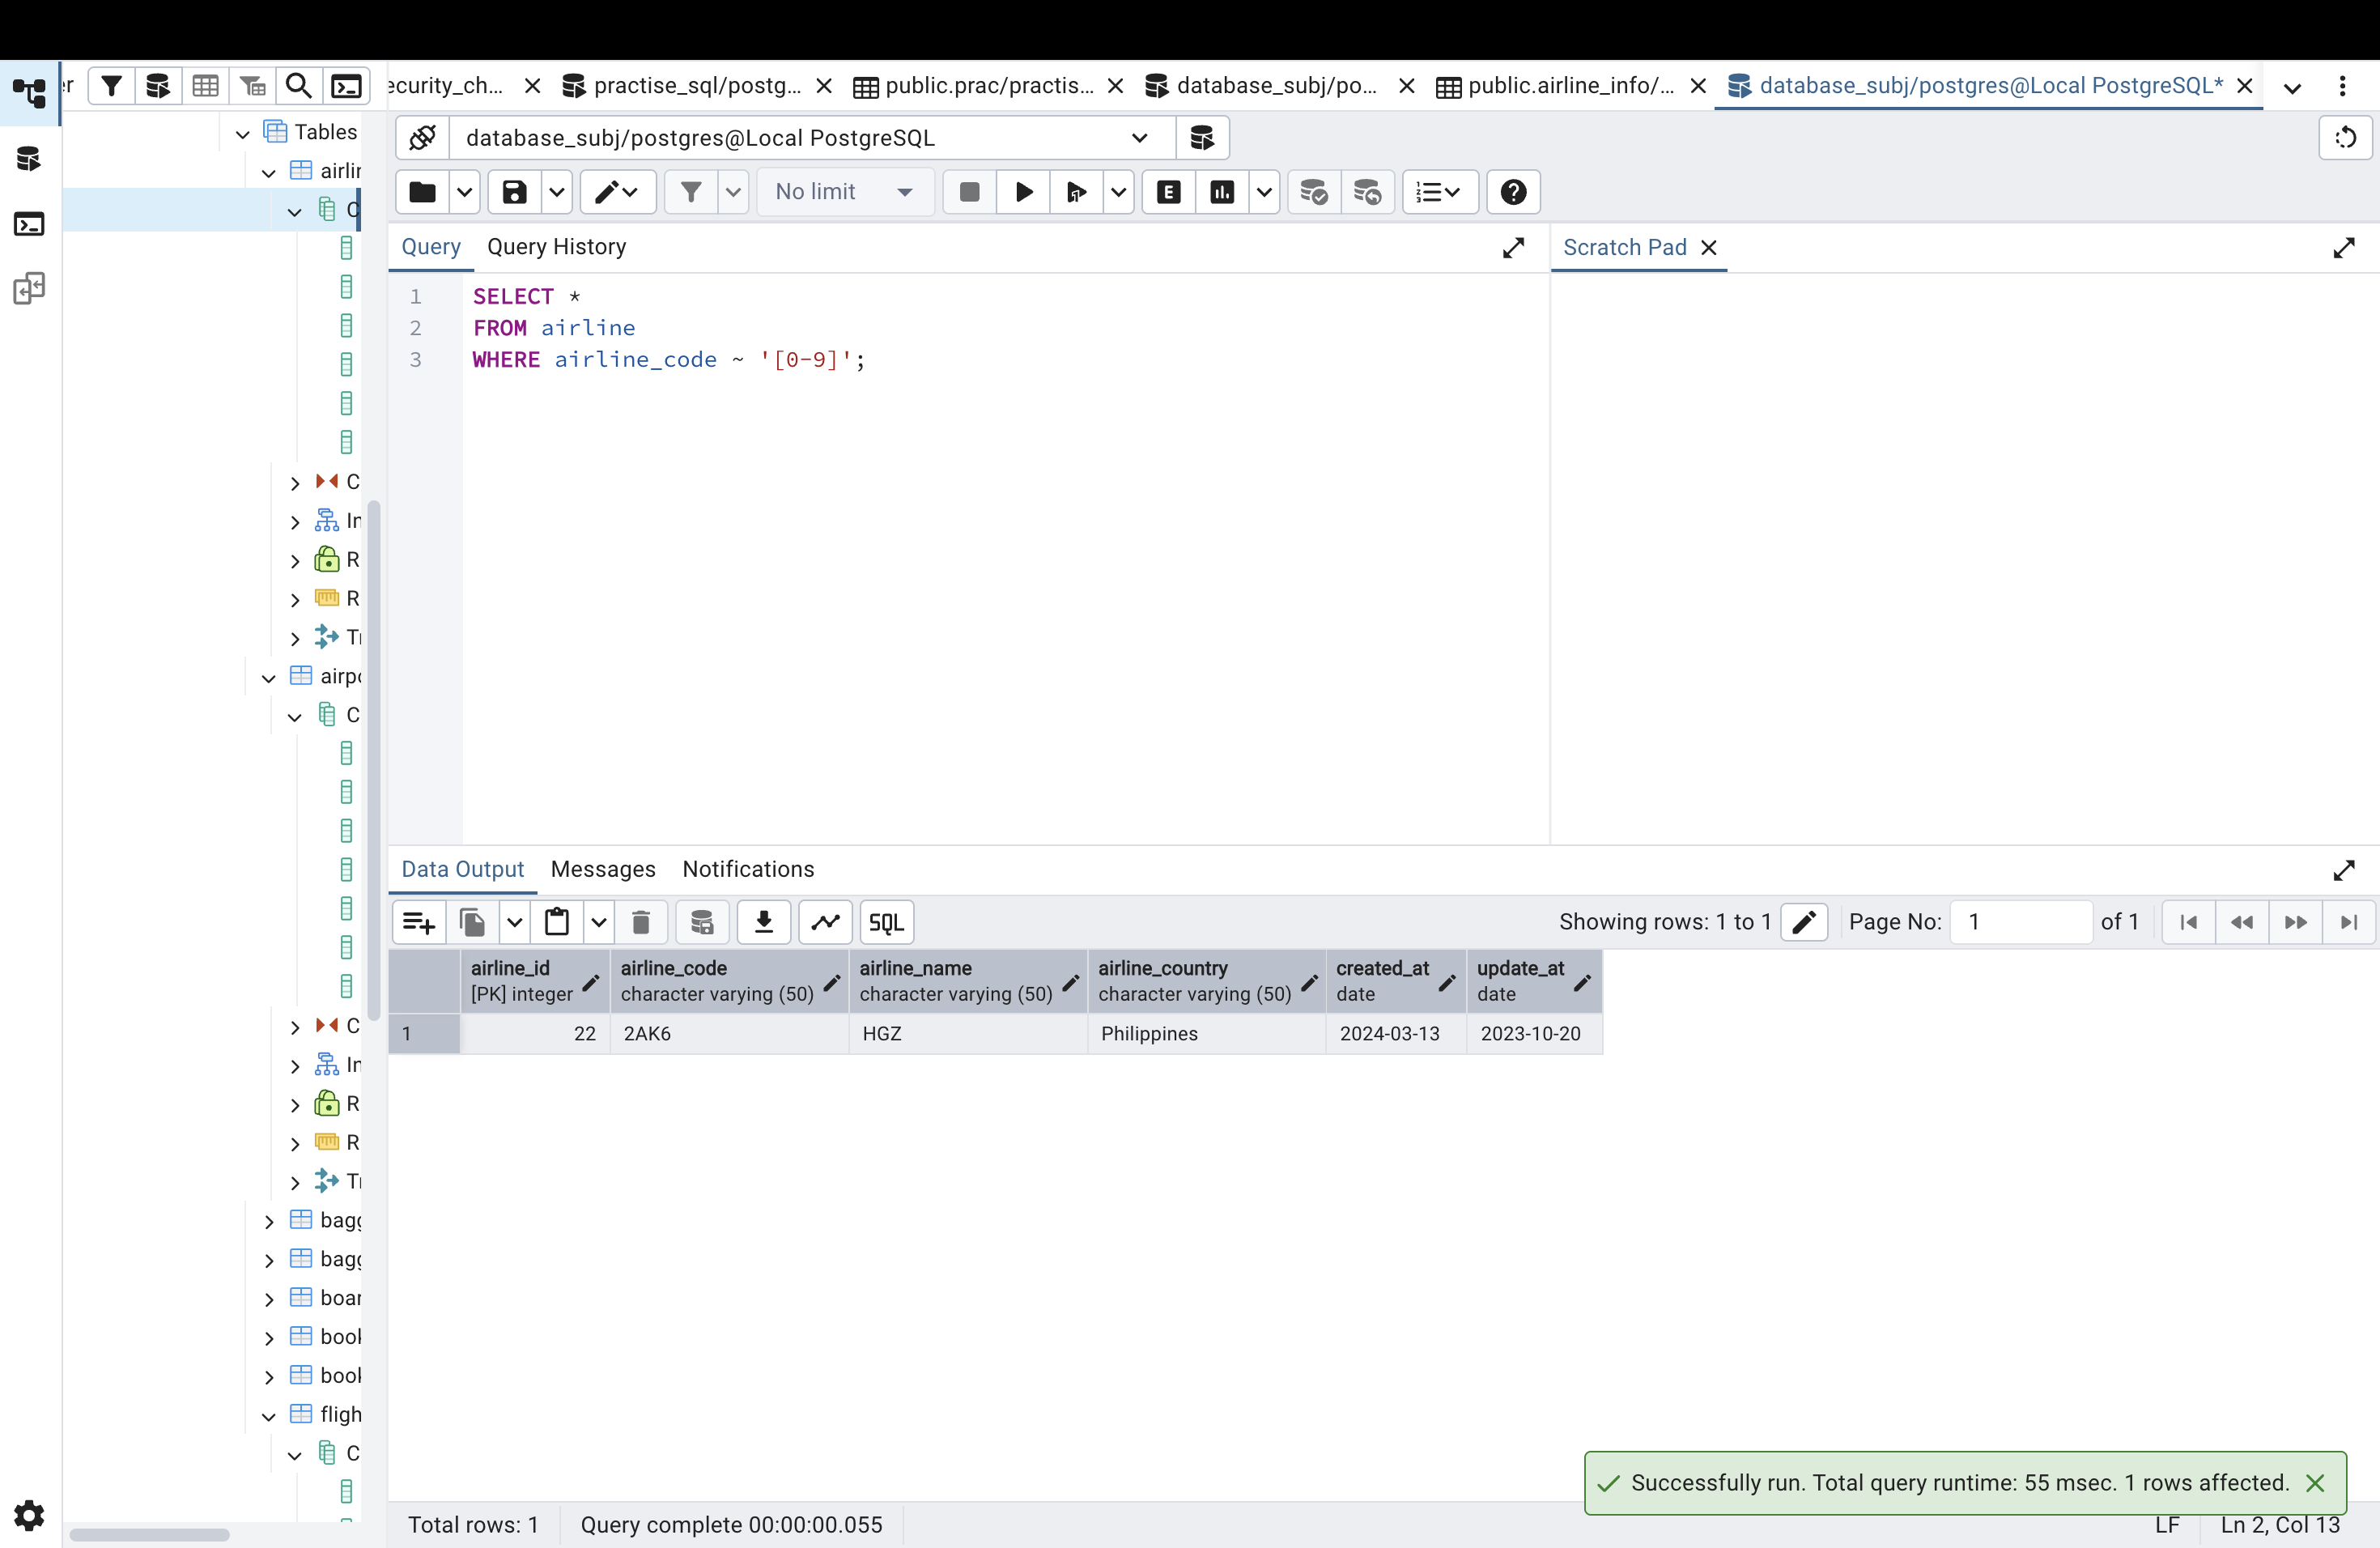 er
ecurity_ch...
practise_sql/postg...
public.prac/practis...
database_subj/po...
public.airline_info/...
database_subj/postgres@Local PostgreSQL*
Tables
airlin
C
C
In
R
R
Tr
airpo
C
C
In
R
R
Tr
bagg
bagg
boar
book
book
fligh
C
database_subj/postgres@Local PostgreSQL
No limit
E
Query
Query History
Scratch Pad
1 SELECT *
2 FROM airline
3 WHERE airline_code ~ '[0-9]';
Data Output
Messages
Notifications
SQL
Showing rows: 1 to 1
Page No: 1 of 1
airline_id [PK] integer
airline_code character varying (50)
airline_name character varying (50)
airline_country character varying (50)
created_at date
update_at date
1 22 2AK6 HGZ Philippines 2024-03-13 2023-10-20
Successfully run. Total query runtime: 55 msec. 1 rows affected.
Total rows: 1
Query complete 00:00:00.055
LF
Ln 2, Col 13